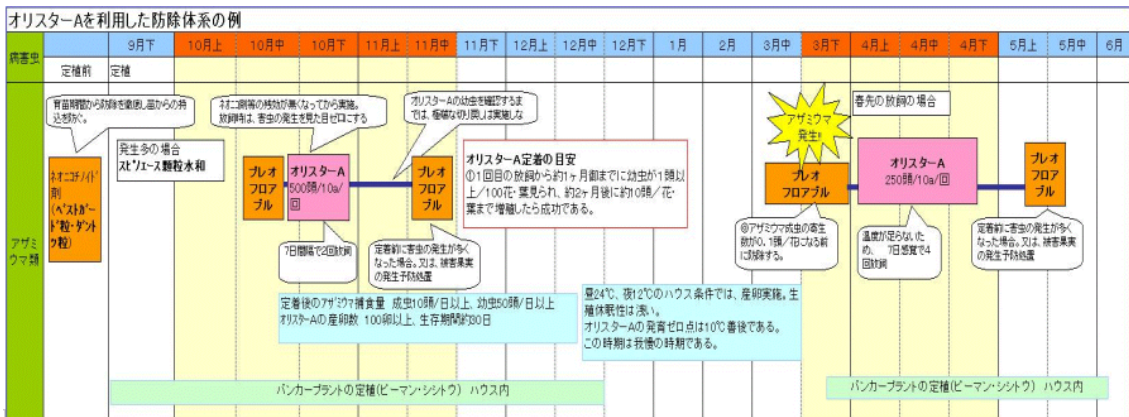 オリスターAを利用した防除体系の例
病害虫
9月下
10月上
10月中
10月下
11月上
11月中
11月下
12月上
12月中
12月下
1月
2月
3月中
3月下
4月上
4月中
4月下
5月上
5月中
6月
定植前
定植
アザミ
ウマ類
育苗期間から防除を徹底し苗からの持
込を防ぐ。
ネオニコチノイド
剤
(ベストガー
ド粒・ダント
ツ粒)
発生多の場合
スピノエース顆粒水和
ネオニコ剤等の残効が無くなってから実施。
放飼時は、害虫の発生を見た目ゼロにする
プレオ
フロア
ブル
オリスターA
500頭/10a/
回
7日間隔で2回放飼
オリスターAの幼虫を確認するま
では、極端な切り戻しは実施しな
プレオ
フロア
ブル
定着前に害虫の発生が多く
なった場合。又は、被害果実
の発生予防処置
オリスターA定着の目安
①1回目の放飼から約1ヶ月御までに幼虫が1頭以
上/100花・葉見られ、約2ヶ月後に約10頭/花・
葉まで増殖したら成功である。
定着後のアザミウマ捕食量 成虫10頭/日以上、幼虫50頭/日以上
オリスターAの産卵数 100卵以上、生存期間約30日
昼24℃、夜12℃のハウス条件では、産卵実施。生
殖休眠性は浅い。
オリスターAの発育ゼロ点は10℃善後である。
この時期は我慢の時期である。
アザミウマ
発生!!
プレオ
フロアブル
◎アザミウマ成虫の寄生
数が0.1頭/花になる前
に防除する。
春先の放飼の場合
オリスターA
250頭/10a/回
温度が足らないた
め、 7日感覚で4
回放飼
プレオ
フロア
ブル
定着前に害虫の発生が多く
なった場合。又は、被害果実
の発生予防処置
バンカープラントの定植(ピーマン・シシトウ) ハウス内
バンカープラントの定植(ピーマン・シシトウ) ハウス内